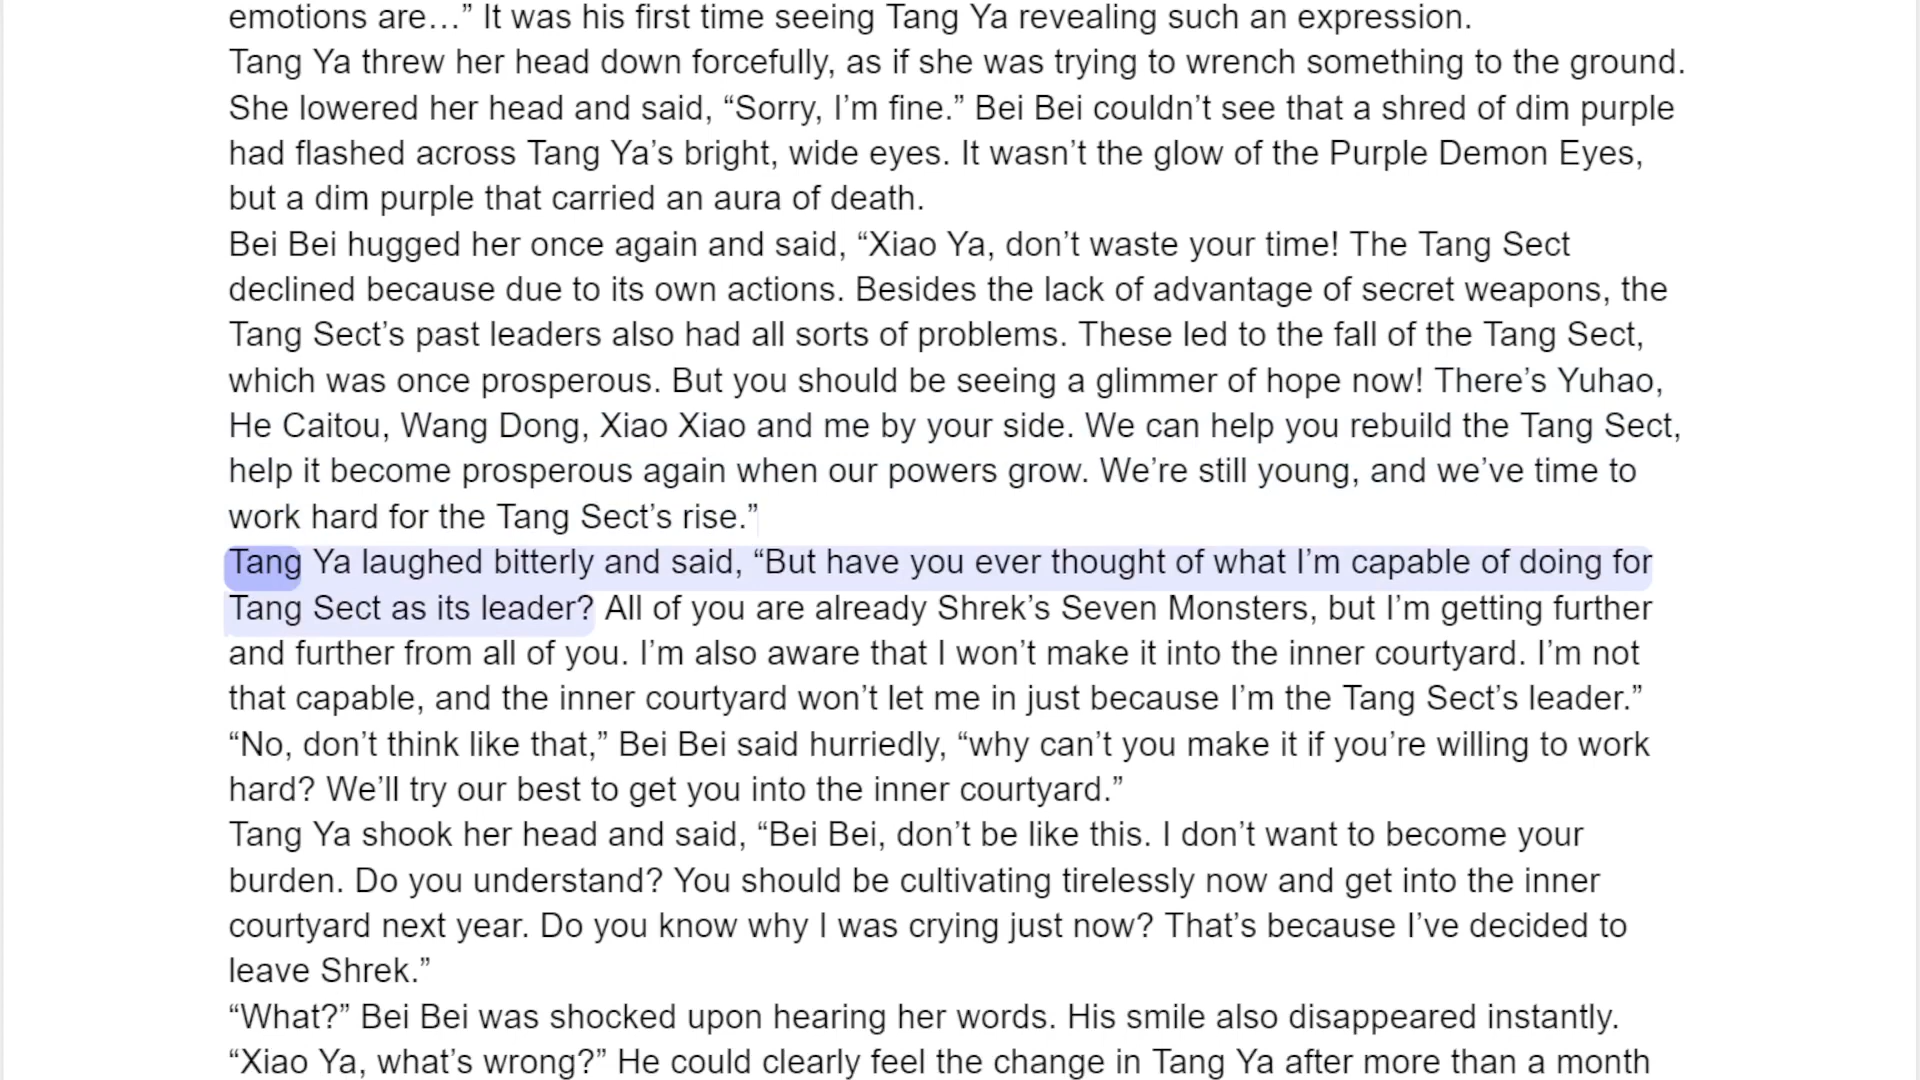 emotions are…” It was his first time seeing Tang Ya revealing such an expression.
Tang Ya threw her head down forcefully, as if she was trying to wrench something to the ground.
She lowered her head and said, “Sorry, I’m fine.” Bei Bei couldn’t see that a shred of dim purple
had flashed across Tang Ya’s bright, wide eyes. It wasn’t the glow of the Purple Demon Eyes,
but a dim purple that carried an aura of death.
Bei Bei hugged her once again and said, “Xiao Ya, don’t waste your time! The Tang Sect
declined because due to its own actions. Besides the lack of advantage of secret weapons, the
Tang Sect’s past leaders also had all sorts of problems. These led to the fall of the Tang Sect,
which was once prosperous. But you should be seeing a glimmer of hope now! There’s Yuhao,
He Caitou, Wang Dong, Xiao Xiao and me by your side. We can help you rebuild the Tang Sect,
help it become prosperous again when our powers grow. We’re still young, and we’ve time to
work hard for the Tang Sect’s rise.”
Tang Ya laughed bitterly and said, “But have you ever thought of what I’m capable of doing for
Tang Sect as its leader? All of you are already Shrek’s Seven Monsters, but I’m getting further
and further from all of you. I’m also aware that I won’t make it into the inner courtyard. I’m not
that capable, and the inner courtyard won’t let me in just because I’m the Tang Sect’s leader.”
“No, don’t think like that,” Bei Bei said hurriedly, “why can’t you make it if you’re willing to work
hard? We’ll try our best to get you into the inner courtyard.”
Tang Ya shook her head and said, “Bei Bei, don’t be like this. I don’t want to become your
burden. Do you understand? You should be cultivating tirelessly now and get into the inner
courtyard next year. Do you know why I was crying just now? That’s because I’ve decided to
leave Shrek.”
“What?” Bei Bei was shocked upon hearing her words. His smile also disappeared instantly.
“Xiao Ya, what’s wrong?” He could clearly feel the change in Tang Ya after more than a month